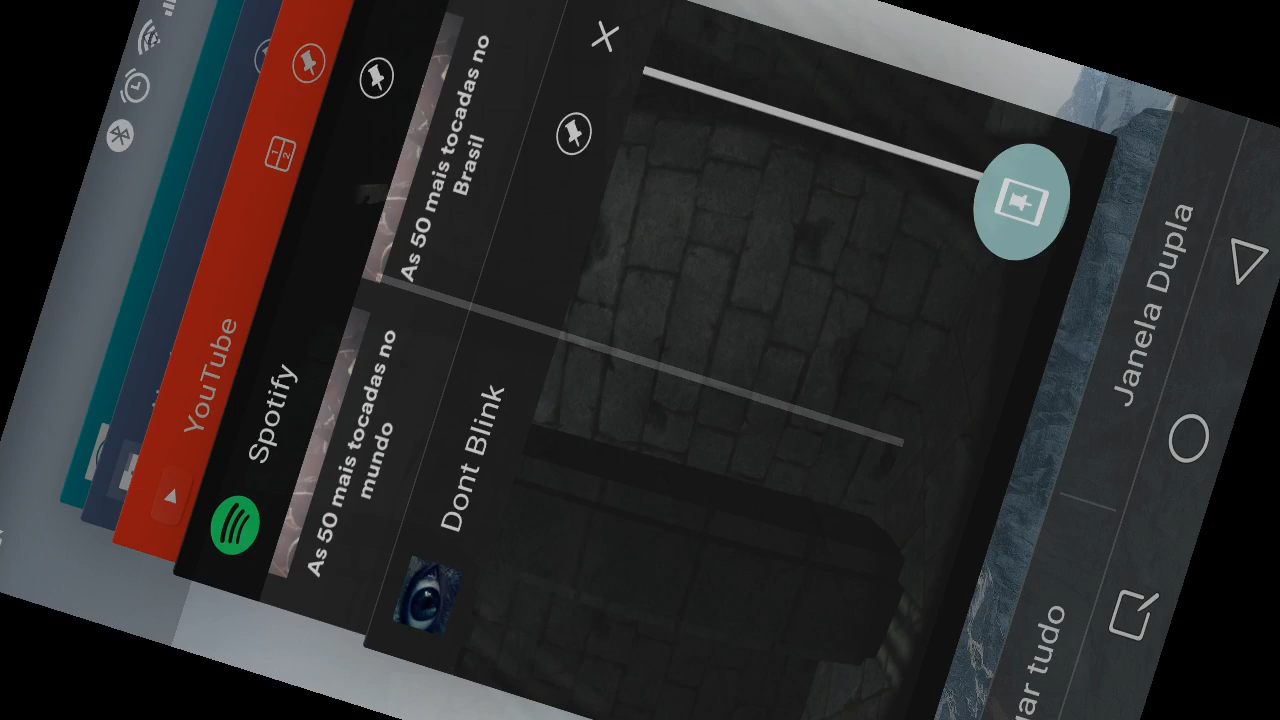 YouTube
Spotify
As 50 mais tocadas no
mundo
As 50 mais tocadas no
Brasil
Dont Blink
Janela Dupla
tudo